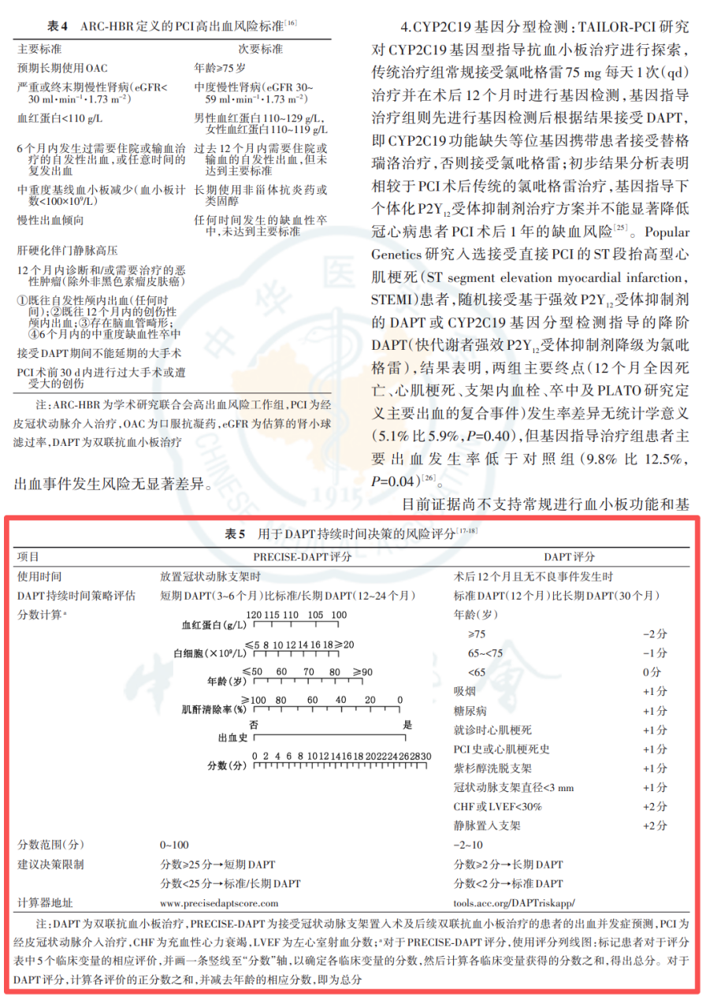 表4 ARC-HBR定义的PCI高出血风险标准[16]
主要标准 次要标准
预期长期使用OAC 年龄≥75岁
严重或终末期慢性肾病(eGFR< 中度慢性肾病(eGFR 30~
30 ml·min⁻¹·1.73 m⁻²) 59 ml·min⁻¹·1.73 m⁻²)
血红蛋白<110 g/L 男性血红蛋白110~129 g/L,
女性血红蛋白110~119 g/L
6个月内发生过需要住院或输血治 过去12个月内需要住院或
疗的自发性出血,或任意时间的 输血的自发性出血,但未
复发出血 达到主要标准
中重度基线血小板减少(血小板计 长期使用非甾体抗炎药或
数<100×10⁹/L) 类固醇
慢性出血倾向 任何时间发生的缺血性卒
中,未达到主要标准
肝硬化伴门静脉高压
12个月内诊断和/或需要治疗的恶
性肿瘤(除外非黑色素瘤皮肤癌)
①既往自发性颅内出血(任何时
间);②既往12个月内的创伤性
颅内出血;③存在脑血管畸形;
④6个月内的中重度缺血性卒中
接受DAPT期间不能延期的大手术
PCI术前30 d内进行过大手术或遭
受大的创伤
注:ARC-HBR为学术研究联合会高出血风险工作组,PCI为经
皮冠状动脉介入治疗,OAC为口服抗凝药,eGFR为估算的肾小球
滤过率,DAPT为双联抗血小板治疗
出血事件发生风险无显著差异。
4.CYP2C19基因分型检测:TAILOR-PCI研究
对CYP2C19基因型指导抗血小板治疗进行探索,
传统治疗组常规接受氯吡格雷75 mg每天1次(qd)
治疗并在术后12个月时进行基因检测,基因指导
治疗组则先进行基因检测后根据结果接受DAPT,
即CYP2C19功能缺失等位基因携带患者接受替格
瑞洛治疗,否则接受氯吡格雷;初步结果分析表明
相较于PCI术后传统的氯吡格雷治疗,基因指导下
个体化P2Y₁₂受体抑制剂治疗方案并不能显著降低
冠心病患者PCI术后1年的缺血风险[25]。Popular
Genetics研究入选接受直接PCI的ST段抬高型心
肌梗死(ST segment elevation myocardial infarction,
STEMI)患者,随机接受基于强效P2Y₁₂受体抑制剂
的DAPT或CYP2C19基因分型检测指导的降阶
DAPT(快代谢者强效P2Y₁₂受体抑制剂降级为氯吡
格雷),结果表明,两组主要终点(12个月全因死
亡、心肌梗死、支架内血栓、卒中及PLATO研究定
义主要出血的复合事件)发生率差异无统计学意义
(5.1%比5.9%,P=0.40),但基因指导治疗组患者主
要出血发生率低于对照组(9.8%比12.5%,
P=0.04)[26]。
目前证据尚不支持常规进行血小板功能和基
表5 用于DAPT持续时间决策的风险评分[17-18]
项目 PRECISE-DAPT评分 DAPT评分
使用时间 放置冠状动脉支架时 术后12个月且无不良事件发生时
DAPT持续时间策略评估 短期DAPT(3~6个月)比标准/长期DAPT(12~24个月) 标准DAPT(12个月)比长期DAPT(30个月)
分数计算ᵃ 年龄(岁)
120 115 110 105 100
血红蛋白(g/L)
≤5 8 10 12 14 16 18 ≥20
白细胞(×10⁹/L)
≤50 60 70 80 ≥90
年龄(岁)
≥100 80 60 40 20 0
肌酐清除率(%)
否 是
出血史
0 2 4 6 8 10 12 14 16 18 20 22 24 26 28 30
分数(分)
≥75 -2分
65~<75 -1分
<65 0分
吸烟 +1分
糖尿病 +1分
就诊时心肌梗死 +1分
PCI史或心肌梗死史 +1分
紫杉醇洗脱支架 +1分
冠状动脉支架直径<3 mm +1分
CHF或LVEF<30% +2分
静脉置入支架 +2分
分数范围(分) 0~100 -2~10
建议决策限制 分数≥25分→短期DAPT 分数≥2分→长期DAPT
分数<25分→标准/长期DAPT 分数<2分→标准DAPT
计算器地址 www.precisedaptscore.com tools.acc.org/DAPTriskapp/
注:DAPT为双联抗血小板治疗,PRECISE-DAPT为接受冠状动脉支架置入术及后续双联抗血小板治疗的患者的出血并发症预测,PCI为
经皮冠状动脉介入治疗,CHF为充血性心力衰竭,LVEF为左心室射血分数;ᵃ对于PRECISE-DAPT评分,使用评分列线图:标记患者对于评分
表中5个临床变量的相应评价,并画一条竖线至“分数”轴,以确定各临床变量的分数,然后计算各临床变量获得的分数之和,得出总分。对于
DAPT评分,计算各评价的正分数之和,并减去年龄的相应分数,即为总分
中华医
CHINESE MEDICAL ASSOCIATION
1915